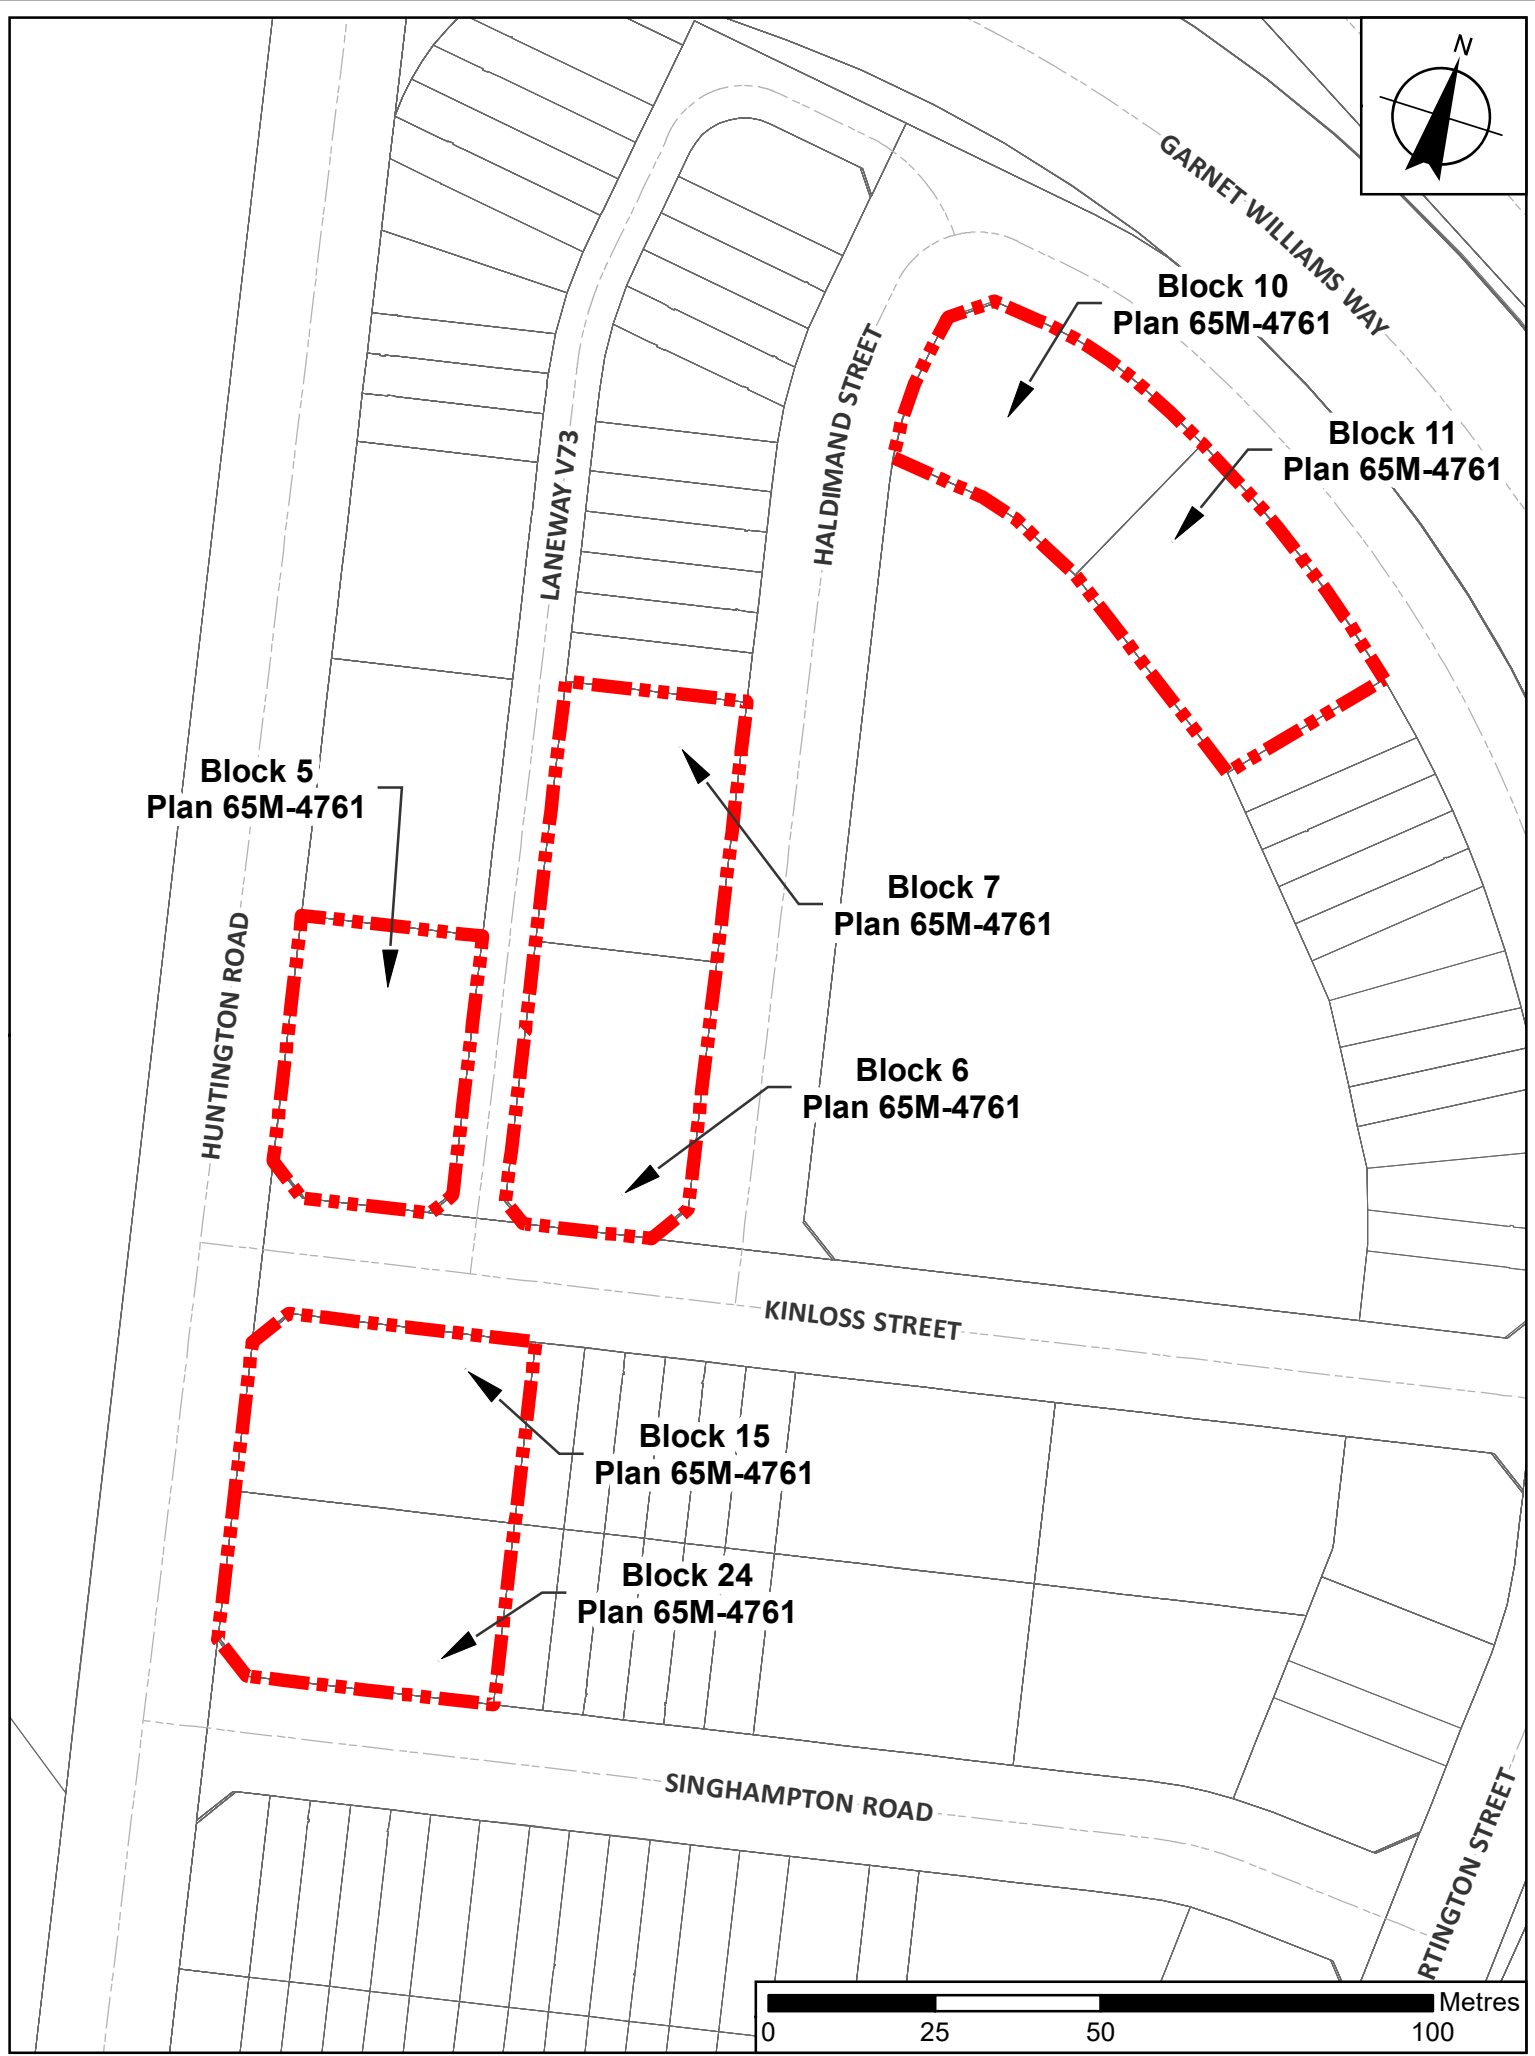 N
GARNET WILLIAMS WAY
Block 10
Plan 65M-4761
HALDIMAND STREET
Block 11
Plan 65M-4761
LANEWAY V73
Block 5
Plan 65M-4761
Block 7
Plan 65M-4761
HUNTINGTON ROAD
Block 6
Plan 65M-4761
KINLOSS STREET
Block 15
Plan 65M-4761
Block 24
Plan 65M-4761
SINGHAMPTON ROAD
RTINGTON STREET
Metres
0 25 50 100